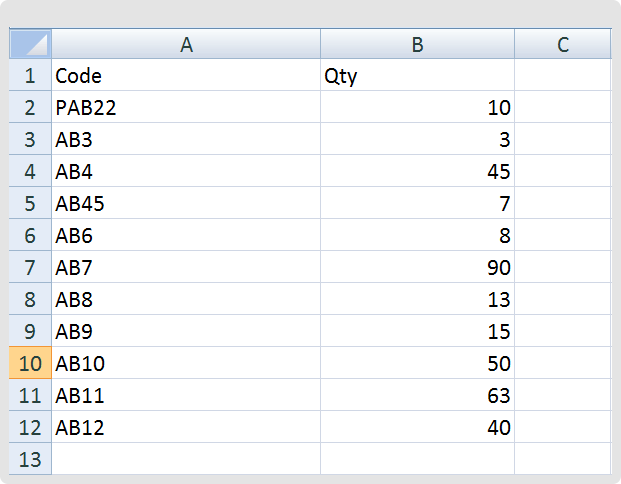 A B C
1 Code Qty
2 PAB22 10
3 AB3 3
4 AB4 45
5 AB45 7
6 AB6 8
7 AB7 90
8 AB8 13
9 AB9 15
10 AB10 50
11 AB11 63
12 AB12 40
13